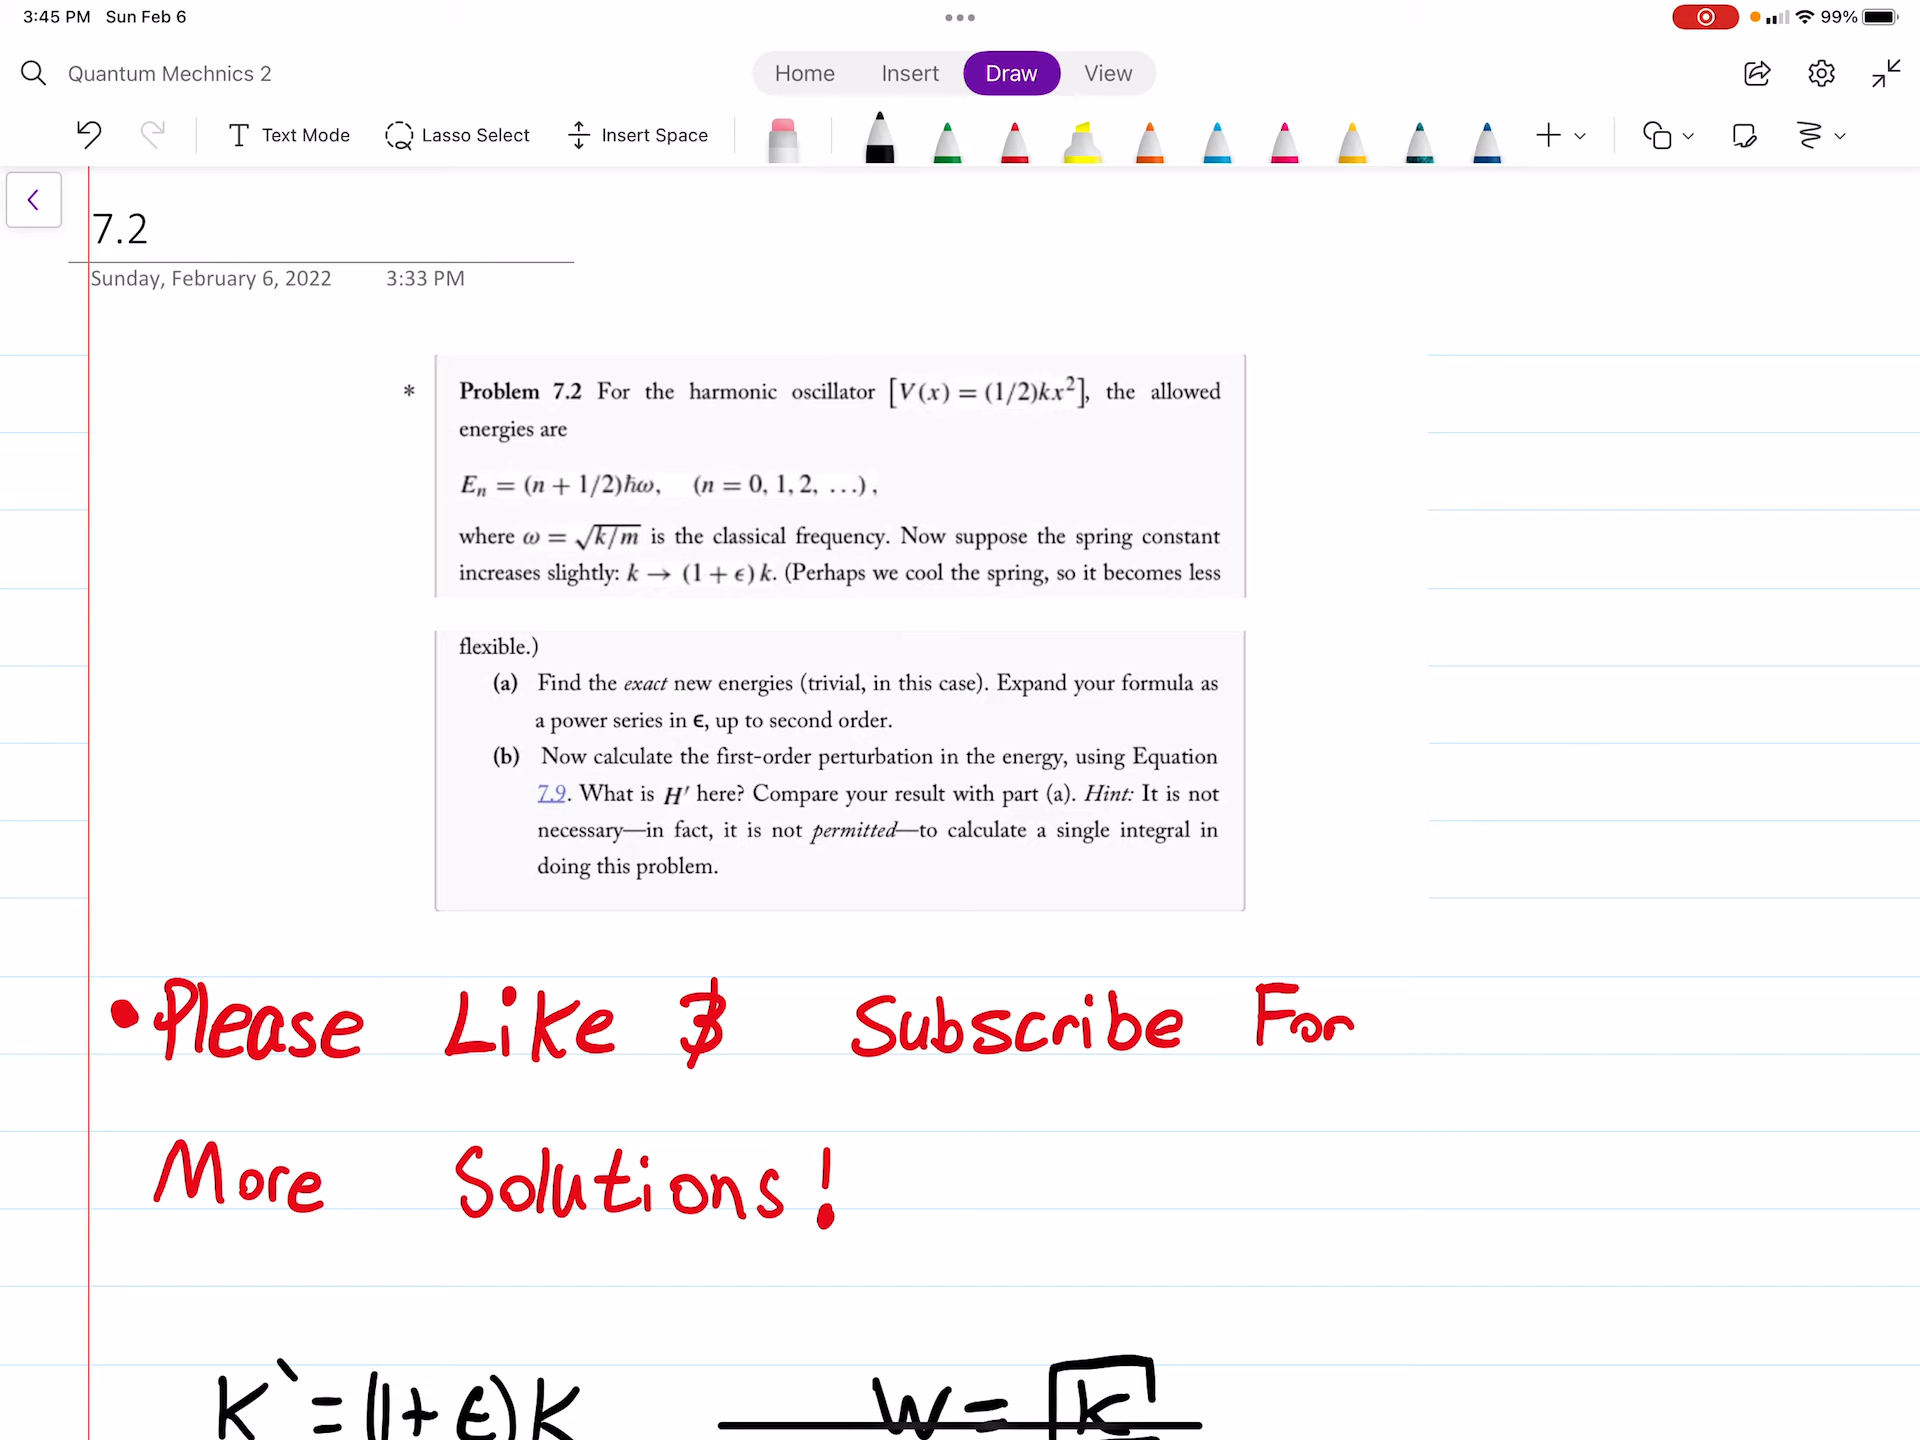 3:45 PM Sun Feb 6
99%
Quantum Mechnics 2
Home Insert Draw View
Text Mode Lasso Select Insert Space
7.2
Sunday, February 6, 2022 3:33 PM
* Problem 7.2 For the harmonic oscillator [V(x) = (1/2)kx²], the allowed
energies are
Eₙ = (n + 1/2)ℏω, (n = 0, 1, 2, …),
where ω = √k/m is the classical frequency. Now suppose the spring constant
increases slightly: k → (1 + ϵ) k. (Perhaps we cool the spring, so it becomes less
flexible.)
(a) Find the exact new energies (trivial, in this case). Expand your formula as
a power series in ϵ, up to second order.
(b) Now calculate the first-order perturbation in the energy, using Equation
7.9. What is H′ here? Compare your result with part (a). Hint: It is not
necessary—in fact, it is not permitted—to calculate a single integral in
doing this problem.
•Please Like & Subscribe For
More Solutions!
K` = (1+ϵ)K W = √k